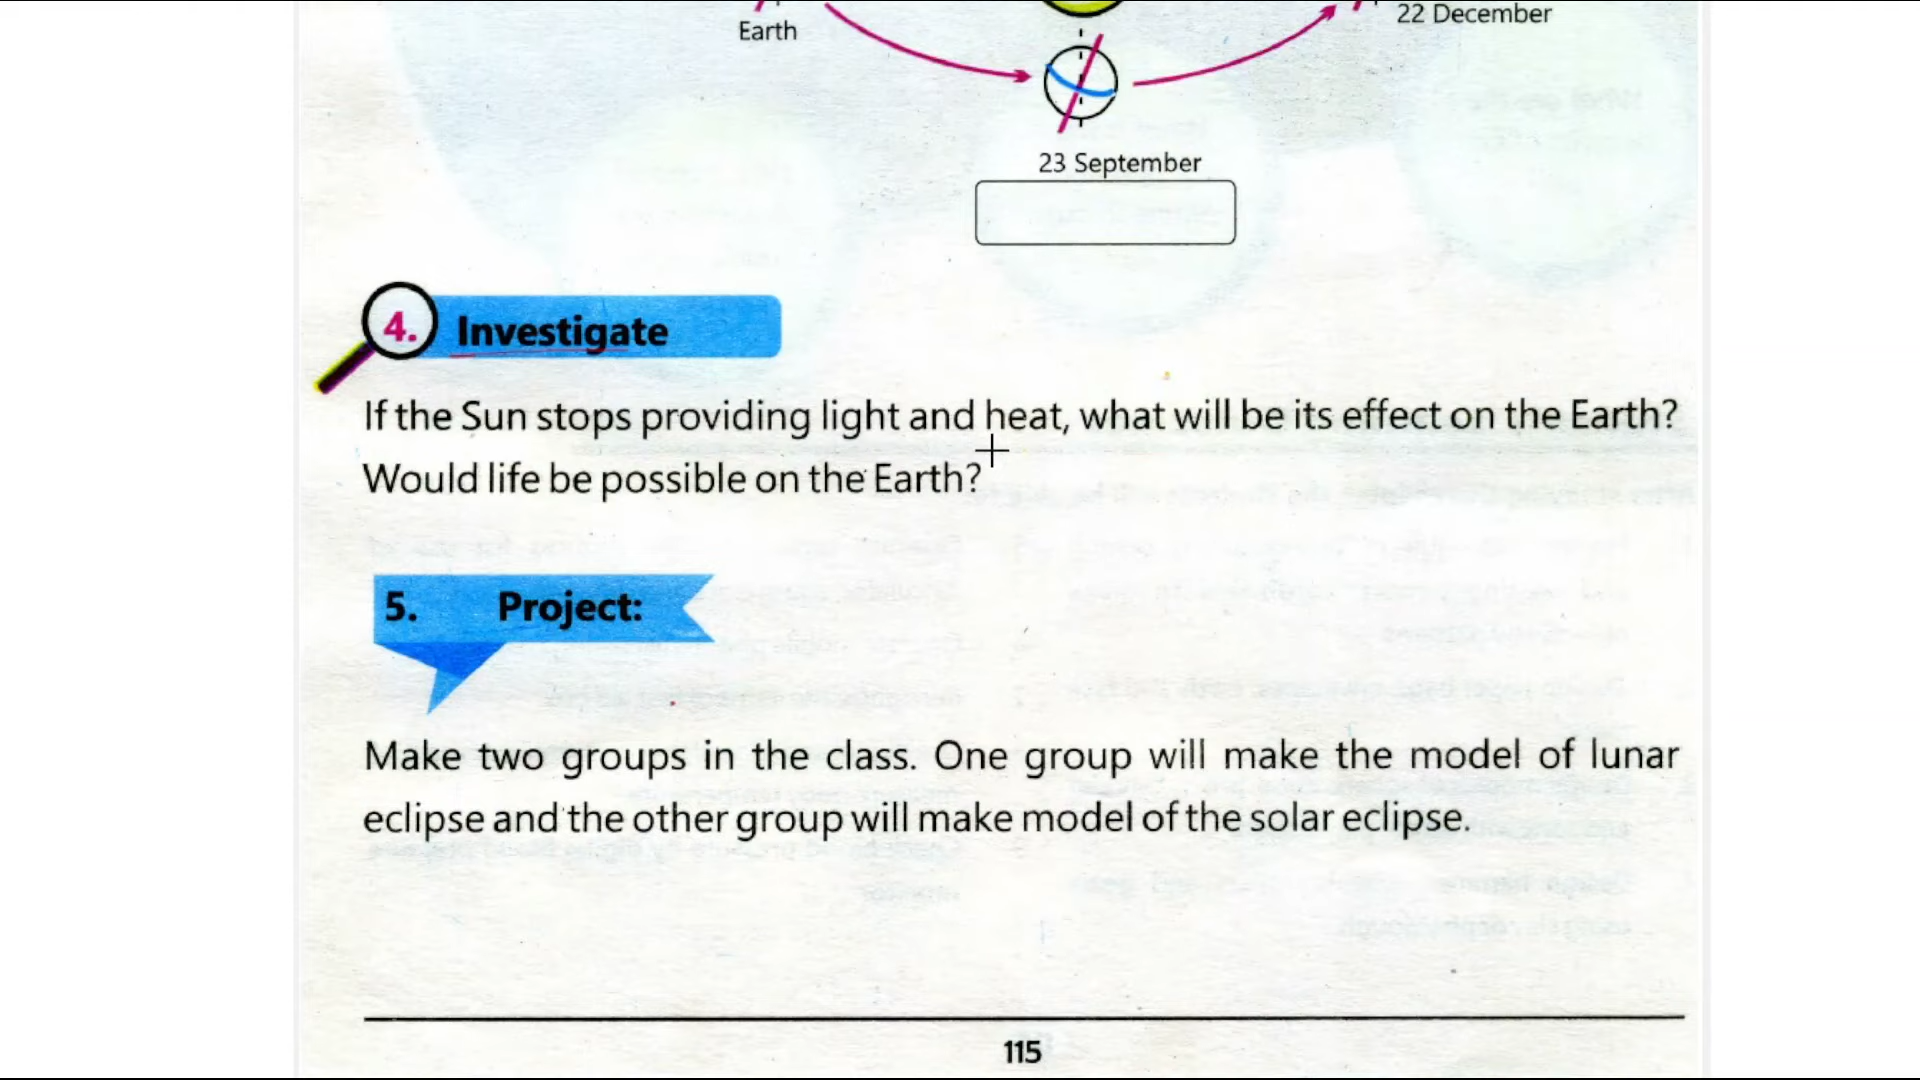 Earth
22 December
23 September
4. Investigate
If the Sun stops providing light and heat, what will be its effect on the Earth?
Would life be possible on the Earth?
5. Project:
Make two groups in the class. One group will make the model of lunar
eclipse and the other group will make model of the solar eclipse.
115